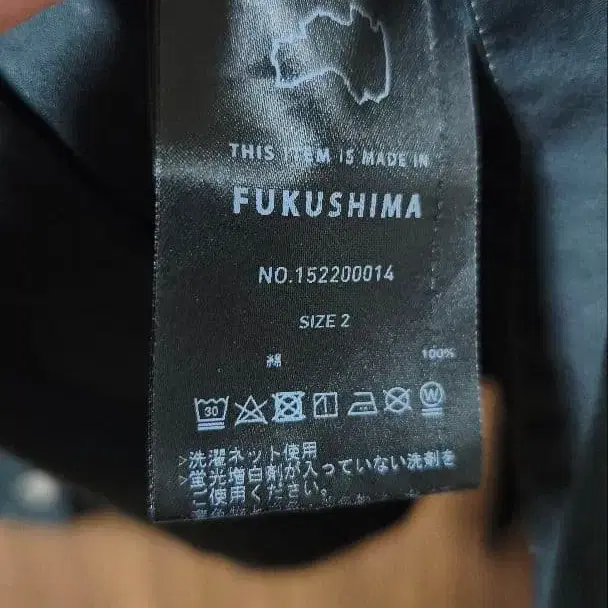 THIS ITEM IS MADE IN
FUKUSHIMA
NO.152200014
SIZE 2
綿 100%
30 W
>洗濯ネット使用
>蛍光増白剤が入っていない洗剤を
ご使用ください。